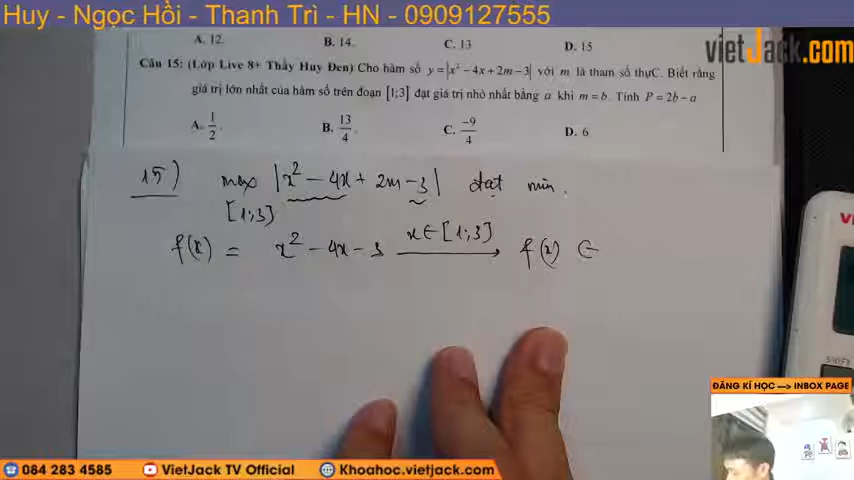 Huy - Ngọc Hồi - Thanh Trì - HN - 0909127555
A. 12. B. 14. C. 13 D. 15
vietJack.com
Câu 15: (Lớp Live 8+ Thầy Huy Đen) Cho hàm số y = |x² − 4x + 2m − 3| với m là tham số thựC. Biết rằng
giá trị lớn nhất của hàm số trên đoạn [1;3] đạt giá trị nhỏ nhất bằng a khi m = b. Tính P = 2b − a
A. 1/2. B. 13/4. C. −9/4 D. 6
15) max |x² − 4x + 2m − 3| đạt min.
[1;3]
f(x) = x² − 4x − 3 x ∈ [1;3] → f(x) ∈
SHIFT
ĐĂNG KÍ HỌC —> INBOX PAGE
084 283 4585 VietJack TV Official Khoahoc.vietjack.com